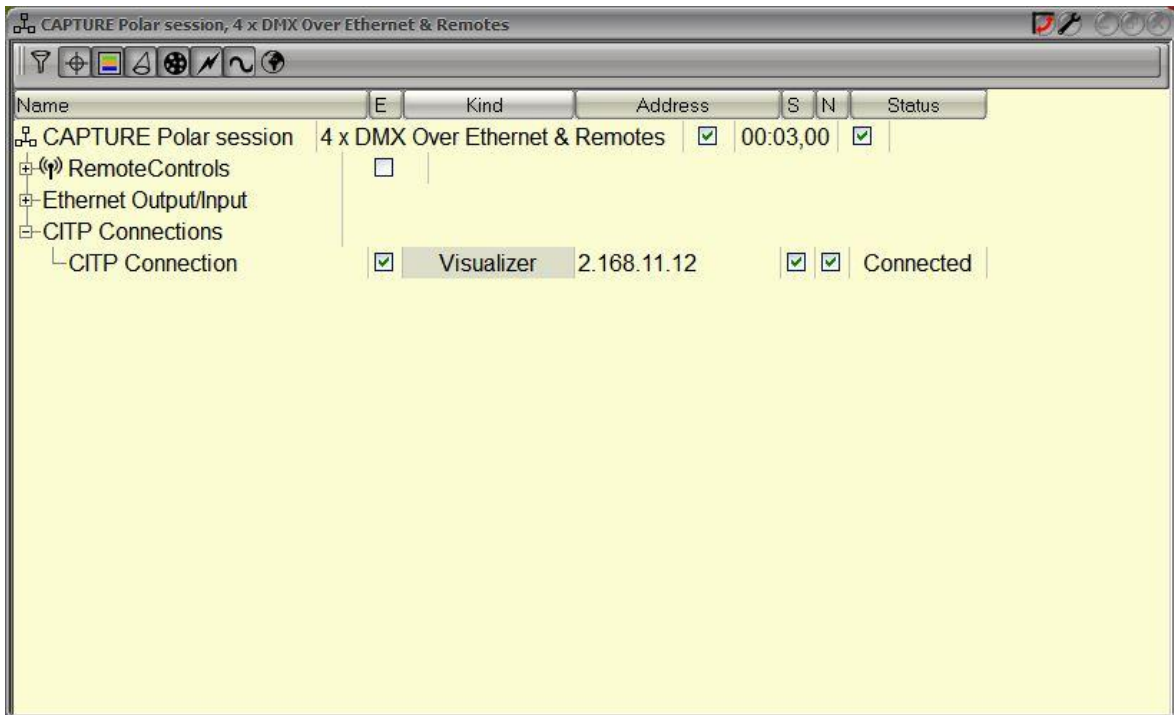 CAPTURE Polar session, 4 x DMX Over Ethernet & Remotes
Name E Kind Address S N Status
CAPTURE Polar session 4 x DMX Over Ethernet & Remotes 00:03,00
RemoteControls
Ethernet Output/Input
CITP Connections
CITP Connection Visualizer 2.168.11.12 Connected